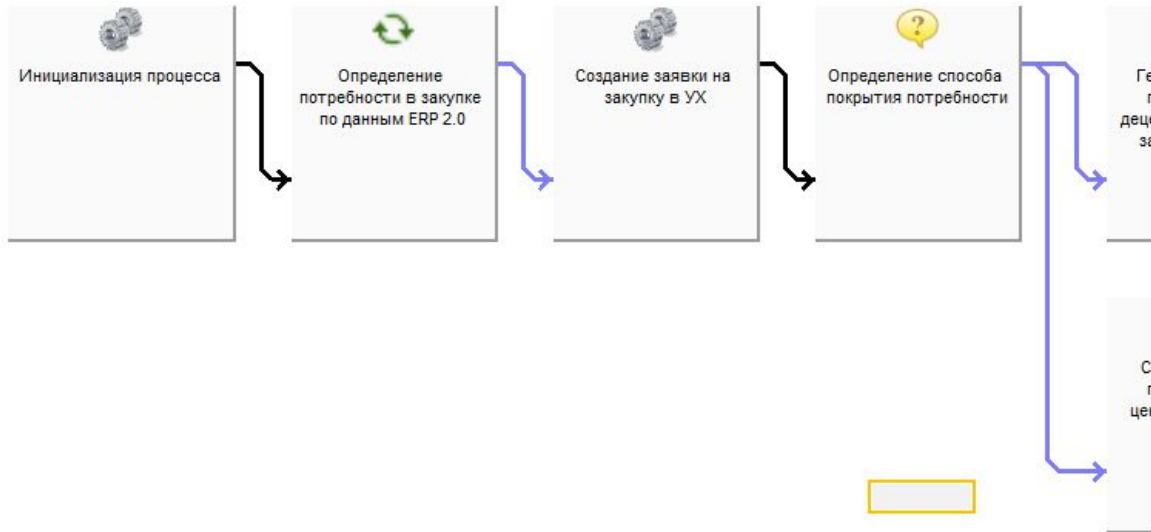 Инициализация процесса
Определение
потребности в закупке
по данным ERP 2.0
Создание заявки на
закупку в УХ
Определение способа
покрытия потребности